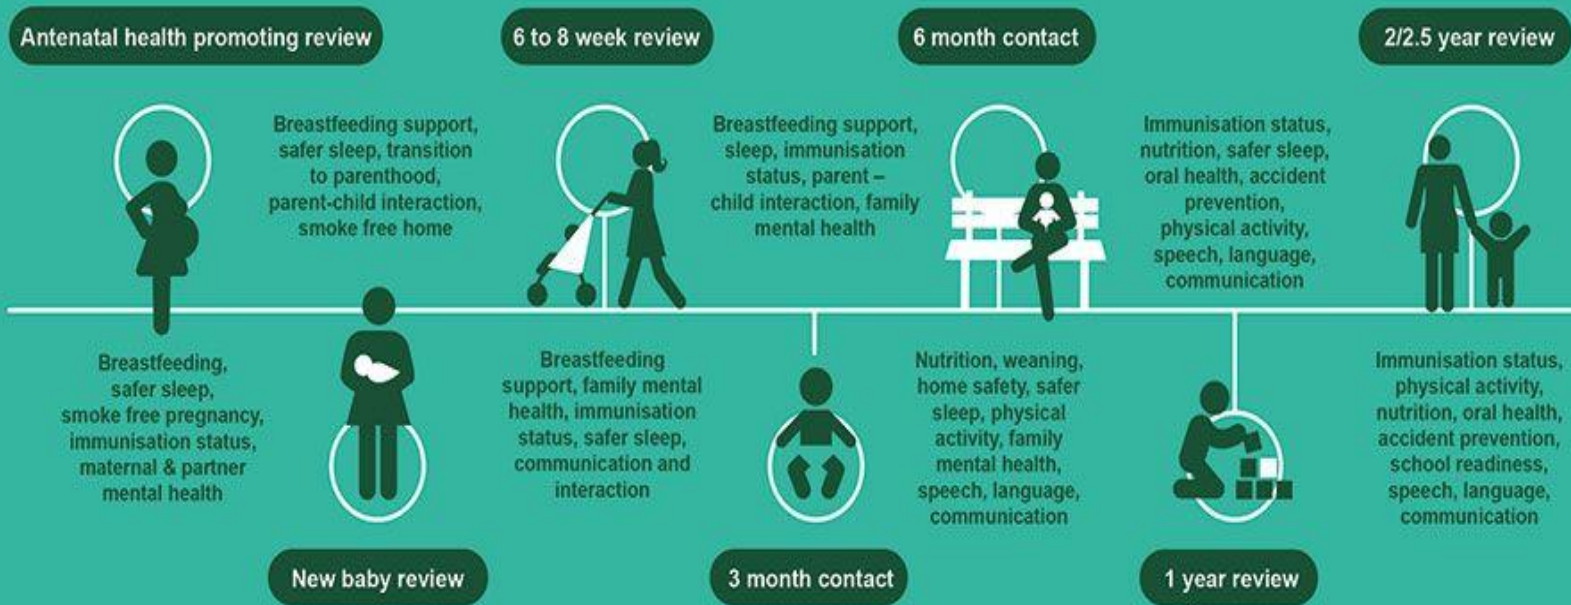 Antenatal health promoting review
Breastfeeding,
safer sleep,
smoke free pregnancy,
immunisation status,
maternal & partner
mental health
Breastfeeding support,
safer sleep, transition
to parenthood,
parent-child interaction,
smoke free home
New baby review
6 to 8 week review
Breastfeeding
support, family mental
health, immunisation
status, safer sleep,
communication and
interaction
Breastfeeding support,
sleep, immunisation
status, parent –
child interaction, family
mental health
3 month contact
6 month contact
Nutrition, weaning,
home safety, safer
sleep, physical
activity, family
mental health,
speech, language,
communication
Immunisation status,
nutrition, safer sleep,
oral health, accident
prevention,
physical activity,
speech, language,
communication
1 year review
2/2.5 year review
Immunisation status,
physical activity,
nutrition, oral health,
accident prevention,
school readiness,
speech, language,
communication